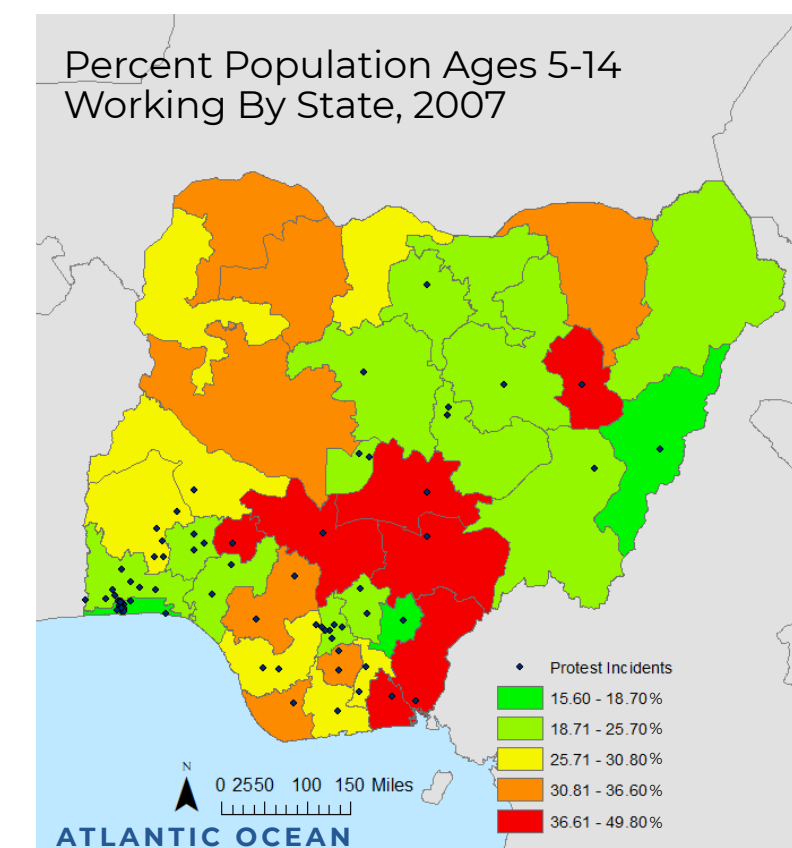 Percent Population Ages 5-14
Working By State, 2007
Protest Incidents
15.60 - 18.70%
18.71 - 25.70%
25.71 - 30.80%
30.81 - 36.60%
36.61 - 49.80%
N
0 2550 100 150 Miles
ATLANTIC OCEAN